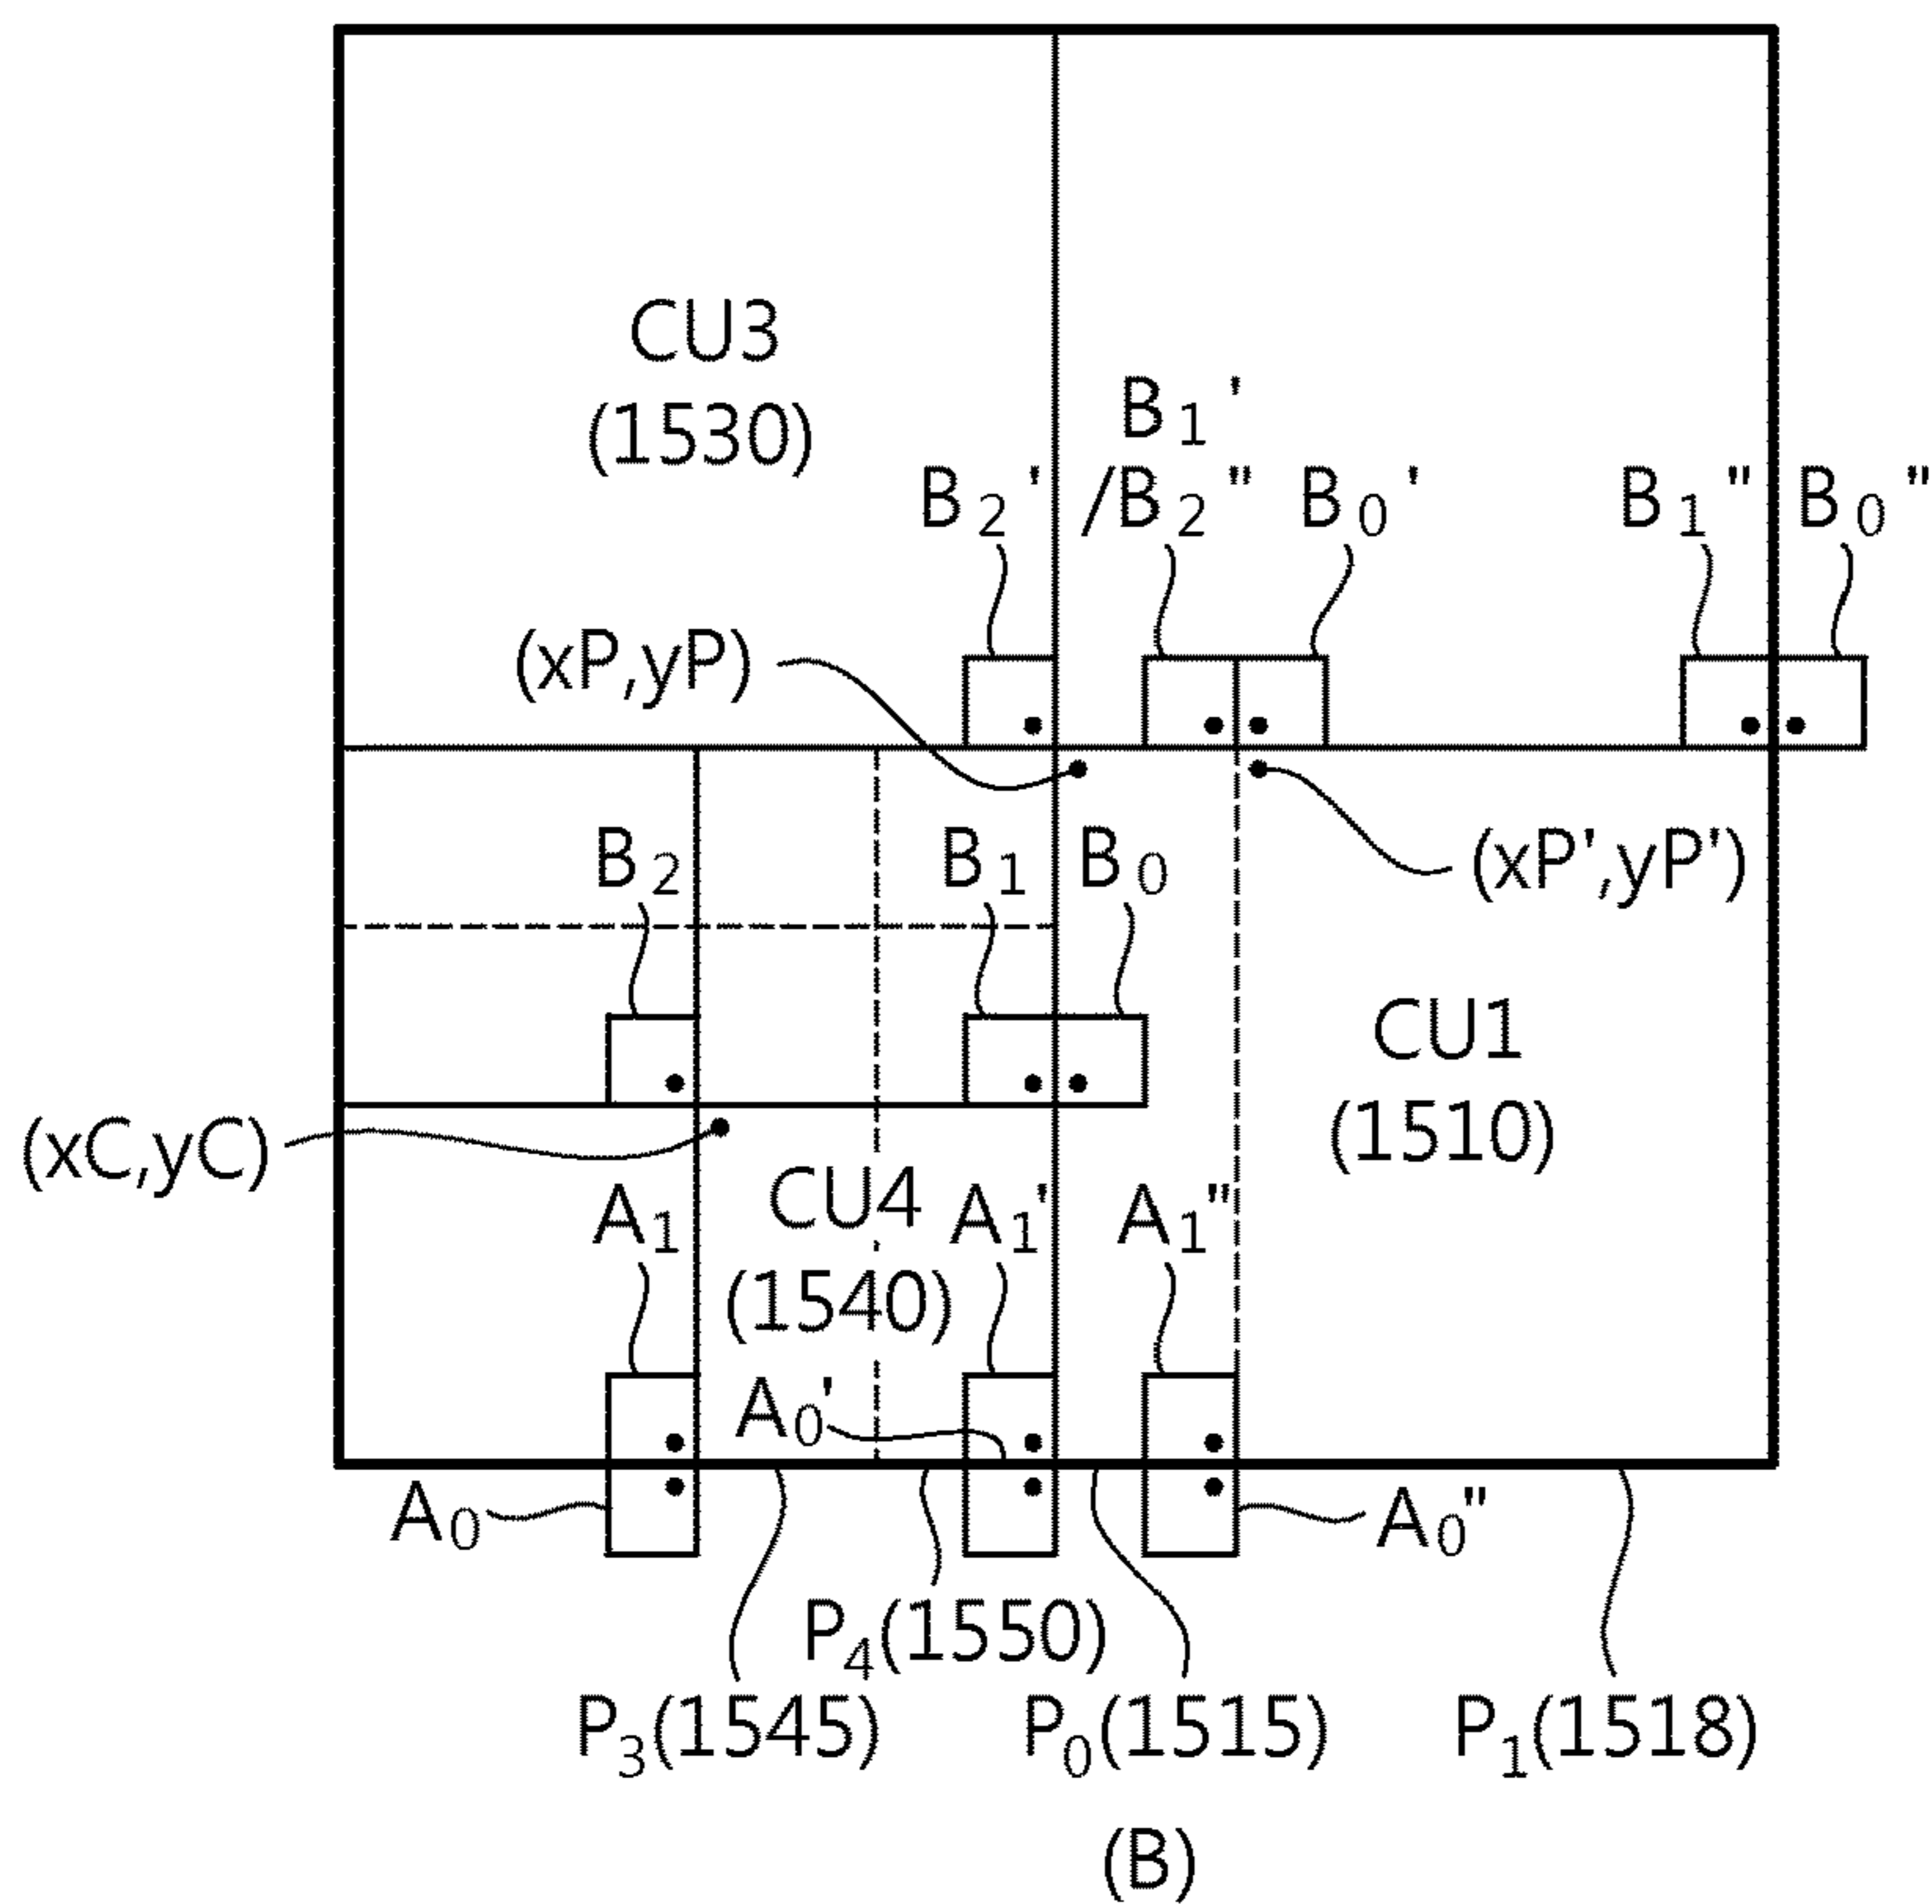 CU3
(1530)
B1'
B2' /B2" B0' B1" B0"
(xP,yP)
B2 B1 B0 (xP',yP')
CU1
(1510)
(xC,yC)
A1 CU4 A1' A1"
(1540)
A0'
A0 A0"
P4(1550)
P3(1545) P0(1515) P1(1518)
(B)